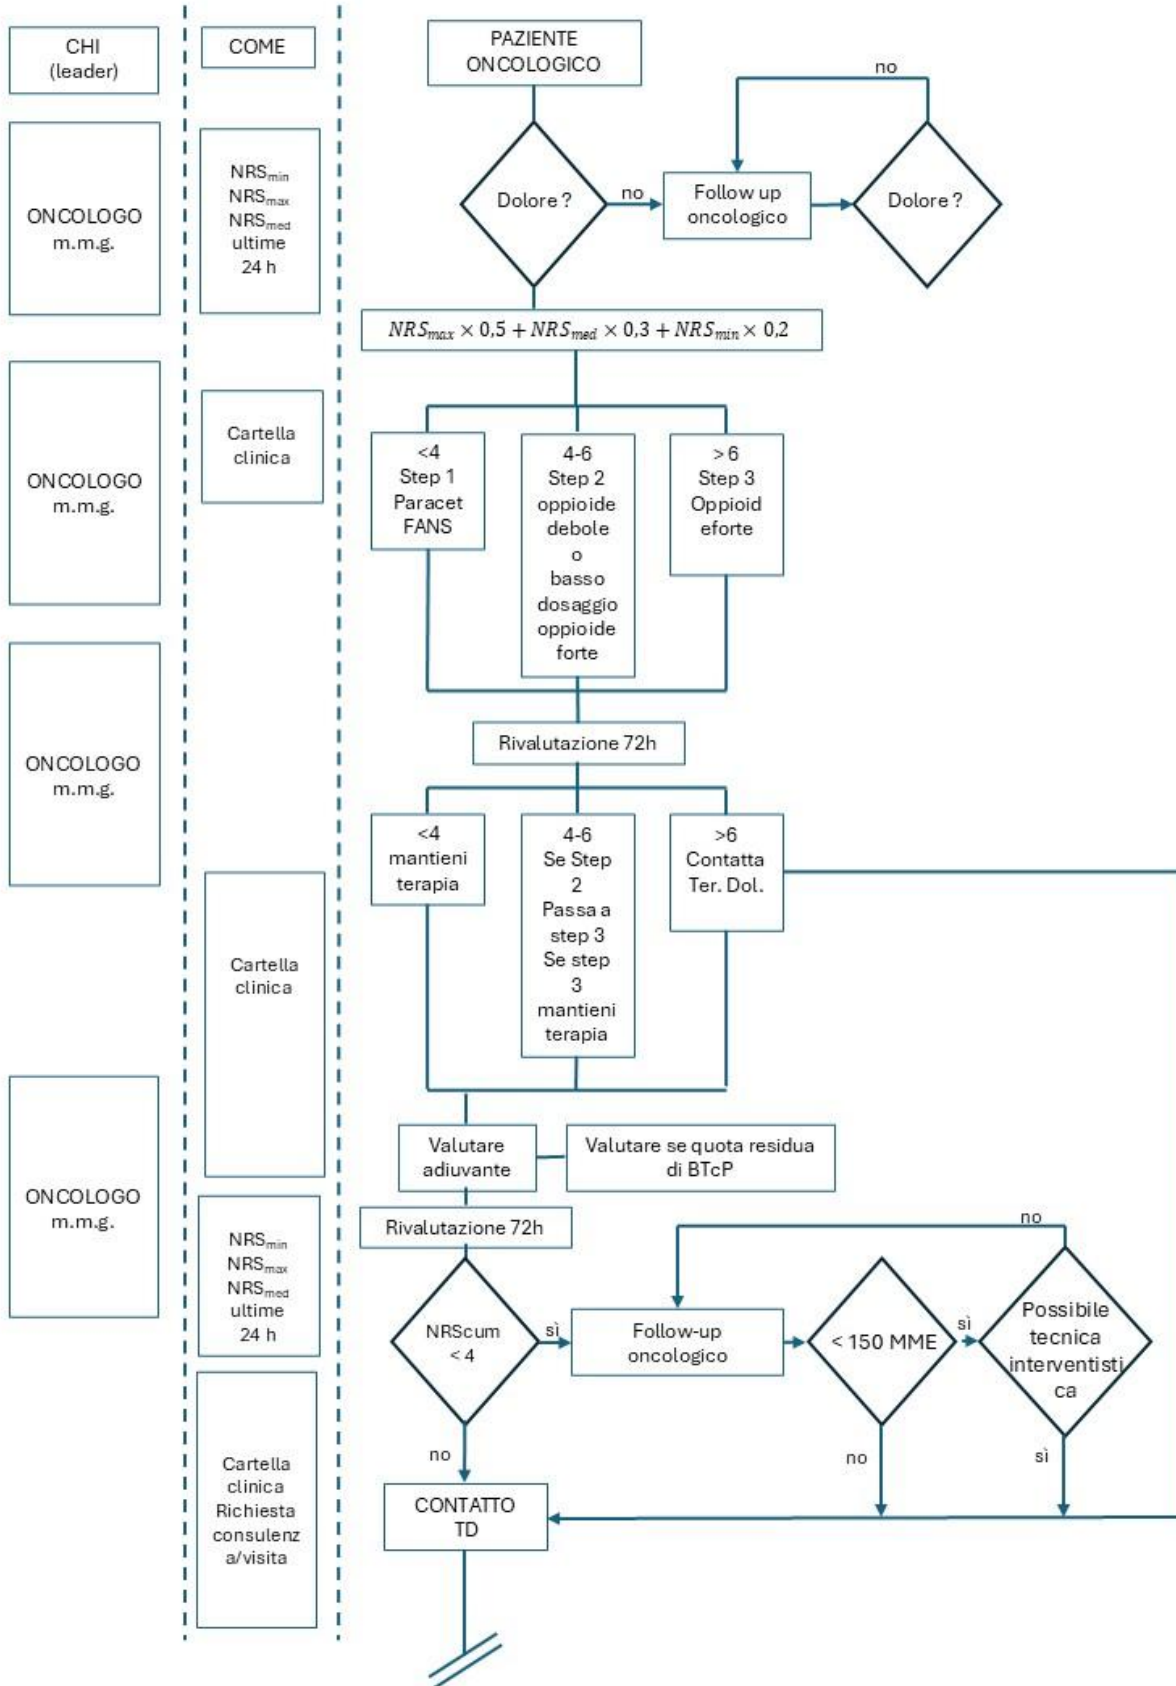 CHI
(leader)
COME
PAZIENTE
ONCOLOGICO
ONCOLOGO
m.m.g.
NRSmin
NRSmax
NRSmed
ultime
24 h
Dolore ?
no
Follow up
oncologico
Dolore ?
no
NRSmax × 0,5 + NRSmed × 0,3 + NRSmin × 0,2
ONCOLOGO
m.m.g.
Cartella
clinica
<4
Step 1
Paracet
FANS
4-6
Step 2
oppioide
debole
o
basso
dosaggio
oppioide
forte
> 6
Step 3
Oppioid
eforte
Rivalutazione 72h
ONCOLOGO
m.m.g.
<4
mantieni
terapia
4-6
Se Step
2
Passa a
step 3
Se step
3
mantieni
terapia
>6
Contatta
Ter. Dol.
Cartella
clinica
Valutare
adiuvante
Valutare se quota residua
di BTcP
ONCOLOGO
m.m.g.
Rivalutazione 72h
NRSmin
NRSmax
NRSmed
ultime
24 h
NRScum
< 4
sì
Follow-up
oncologico
< 150 MME
sì
Possibile
tecnica
interventisti
ca
no
no
no
sì
Cartella
clinica
Richiesta
consulenz
a/visita
CONTATTO
TD